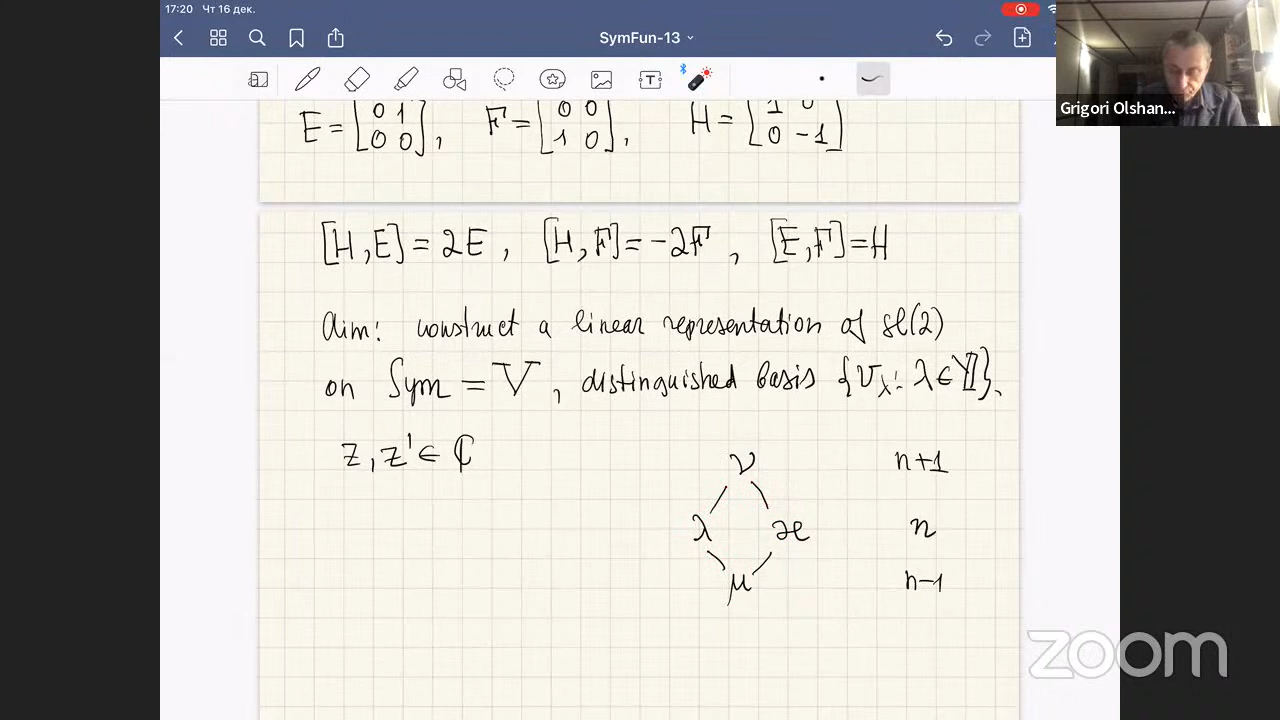 17:20 Чт 16 дек.
SymFun-13
Grigori Olshan...
E = [0 1 0 0], F = [0 0 1 0], H = [1 0 0 -1]
[H,E] = 2E, [H,F] = -2F, [E,F] = H
Aim: construct a linear representation of sl(2)
on Sym = V, distinguished basis {v_λ : λ ∈ 𝕐}.
z, z' ∈ ℂ
ν n+1
λ ϰ n
μ n-1
zoom